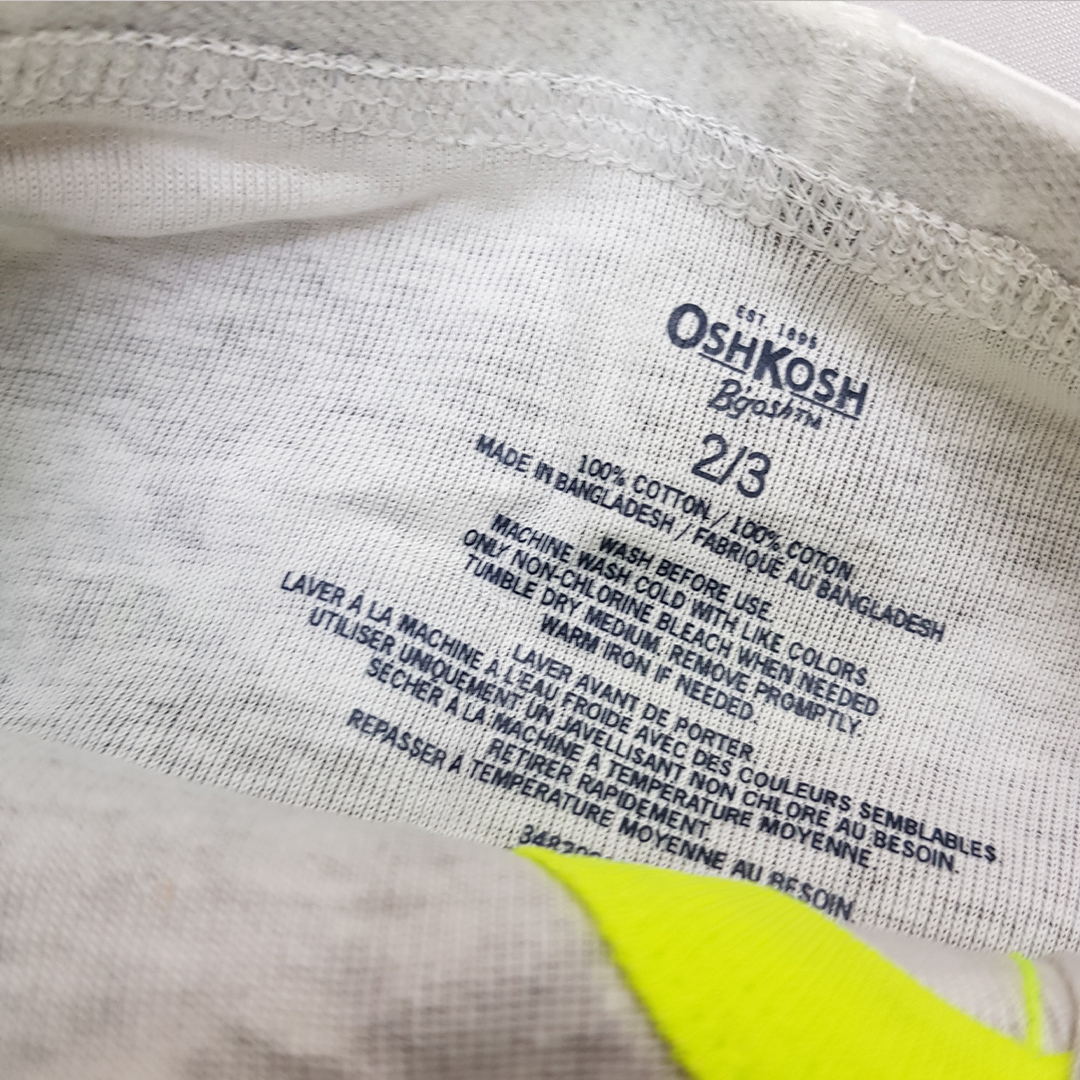 EST. 1895
OSHKOSH
B'gosh™
2/3
100% COTTON / 100% COTON
MADE IN BANGLADESH / FABRIQUÉ AU BANGLADESH
WASH BEFORE USE.
MACHINE WASH COLD WITH LIKE COLORS.
ONLY NON-CHLORINE BLEACH WHEN NEEDED.
TUMBLE DRY MEDIUM. REMOVE PROMPTLY.
WARM IRON IF NEEDED.
LAVER AVANT DE PORTER.
LAVER À LA MACHINE À L'EAU FROIDE AVEC DES COULEURS SEMBLABLES.
UTILISER UNIQUEMENT UN JAVELLISANT NON CHLORÉ AU BESOIN.
SÉCHER À LA MACHINE À TEMPÉRATURE MOYENNE.
RETIRER RAPIDEMENT.
REPASSER À TEMPÉRATURE MOYENNE AU BESOIN.